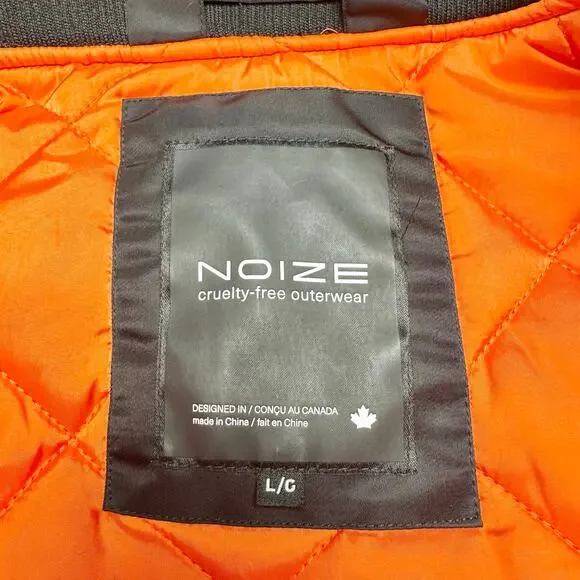 NOIZE
cruelty-free outerwear
DESIGNED IN / CONÇU AU CANADA
made in China / fait en Chine
L/G